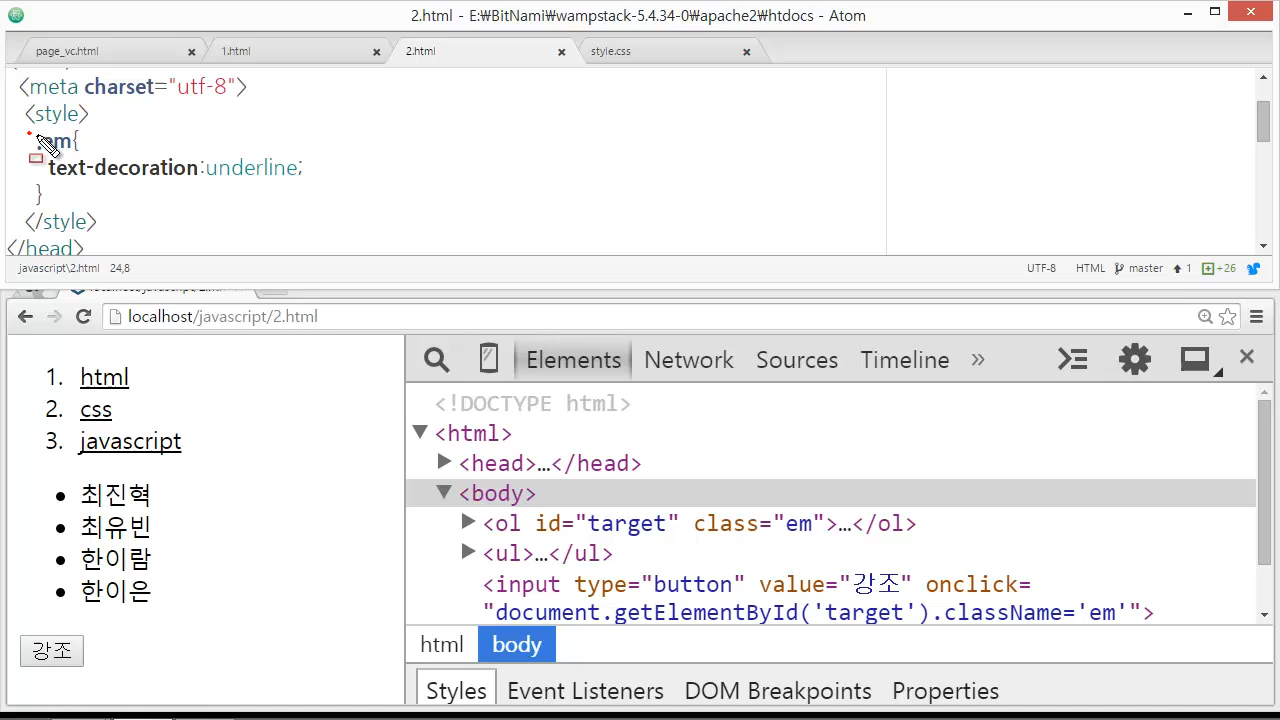 2.html - E:₩BitNami₩wampstack-5.4.34-0₩apache2₩htdocs - Atom
page_vc.html 1.html 2.html style.css
<meta charset="utf-8">
<style>
em{
text-decoration:underline;
}
</style>
</head>
javascript\2.html 24,8 UTF-8 HTML master 1 +26
localhost/javascript/2.html
1. html
2. css
3. javascript
• 최진혁
• 최유빈
• 한이람
• 한이은
강조
Elements Network Sources Timeline »
<!DOCTYPE html>
▼<html>
▶<head>…</head>
▼<body>
▶<ol id="target" class="em">…</ol>
▶<ul>…</ul>
<input type="button" value="강조" onclick=
"document.getElementById('target').className='em'">
html body
Styles Event Listeners DOM Breakpoints Properties